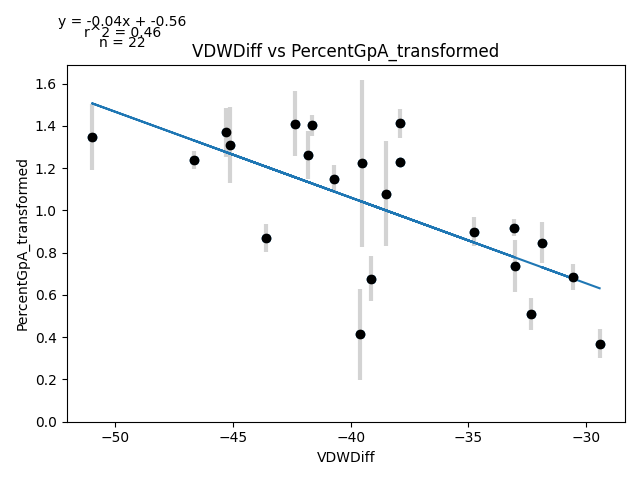 y = -0.04x + -0.56
r^2 = 0.46
n = 22
VDWDiff vs PercentGpA_transformed
1.6
1.4
1.2
1.0
0.8
0.6
0.4
0.2
0.0
PercentGpA_transformed
−50
−45
−40
−35
−30
VDWDiff